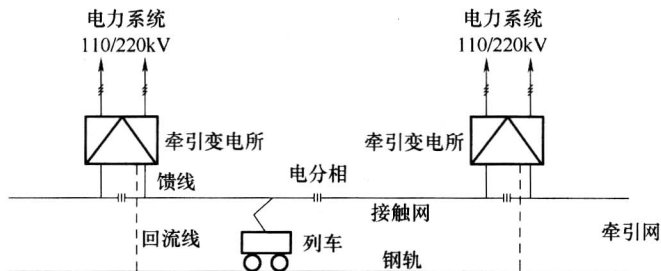 电力系统
110/220kV
电力系统
110/220kV
牵引变电所
牵引变电所
馈线
电分相
接触网
牵引网
回流线
列车
钢轨